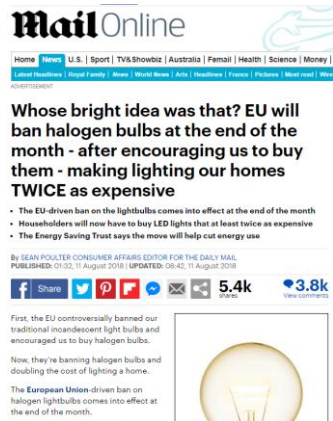 Mail Online
Home News U.S. | Sport | TV&Showbiz | Australia | Femail | Health | Science | Money |
Latest Headlines | Royal Family | News | World News | Arts | Headlines | France | Pictures | Most read |
ADVERTISEMENT
Whose bright idea was that? EU will
ban halogen bulbs at the end of the
month - after encouraging us to buy
them - making lighting our homes
TWICE as expensive
• The EU-driven ban on the lightbulbs comes into effect at the end of the month
• Householders will now have to buy LED lights that at least twice as expensive
• The Energy Saving Trust says the move will help cut energy use
By SEAN POULTER CONSUMER AFFAIRS EDITOR FOR THE DAILY MAIL
PUBLISHED: 01:32, 11 August 2018 | UPDATED: 08:42, 11 August 2018
f Share 5.4k shares 3.8k View comments
First, the EU controversially banned our
traditional incandescent light bulbs and
encouraged us to buy halogen bulbs.
Now, they're banning halogen bulbs and
doubling the cost of lighting a home.
The European Union-driven ban on
halogen lightbulbs comes into effect at
the end of the month.